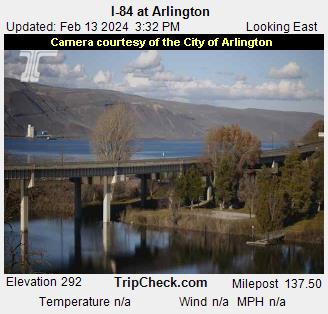 I-84 at Arlington
Updated: Feb 13 2024 3:32 PM Looking East
Camera courtesy of the City of Arlington
Elevation 292 TripCheck.com Milepost 137.50
Temperature n/a Wind n/a MPH n/a